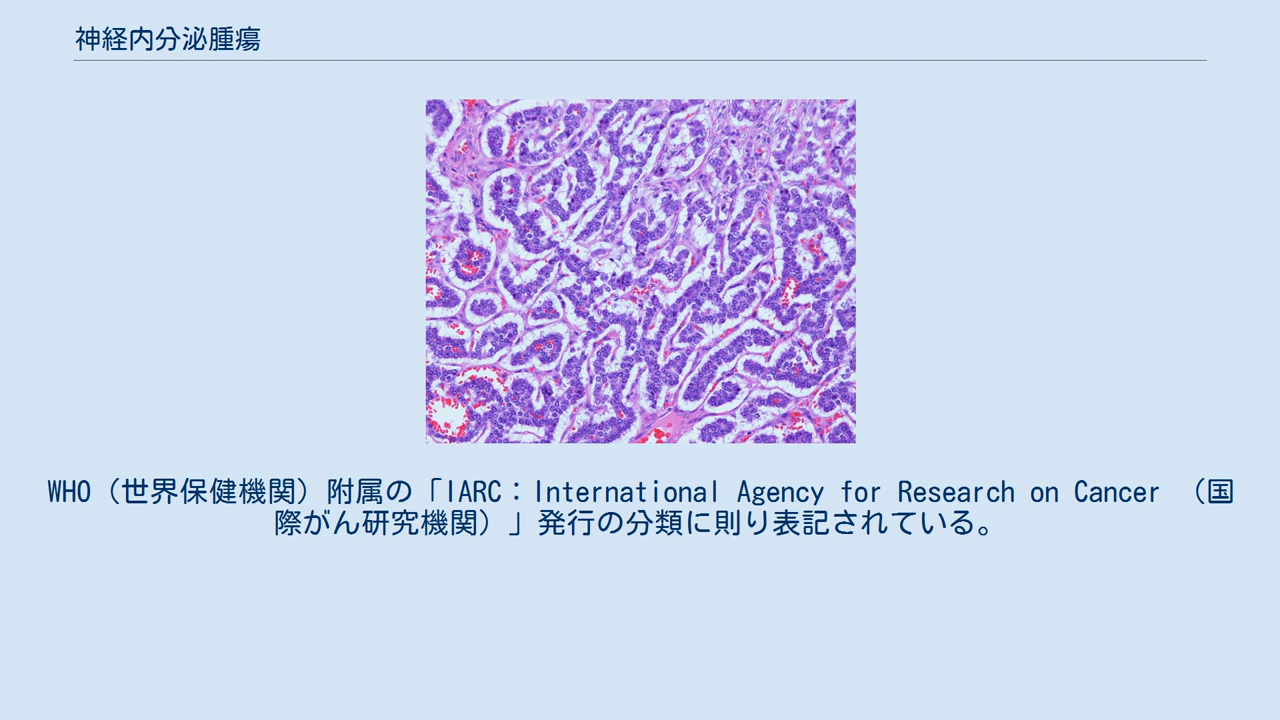 神経内分泌腫瘍
WHO（世界保健機関）附属の「IARC：International Agency for Research on Cancer （国
際がん研究機関）」発行の分類に則り表記されている。